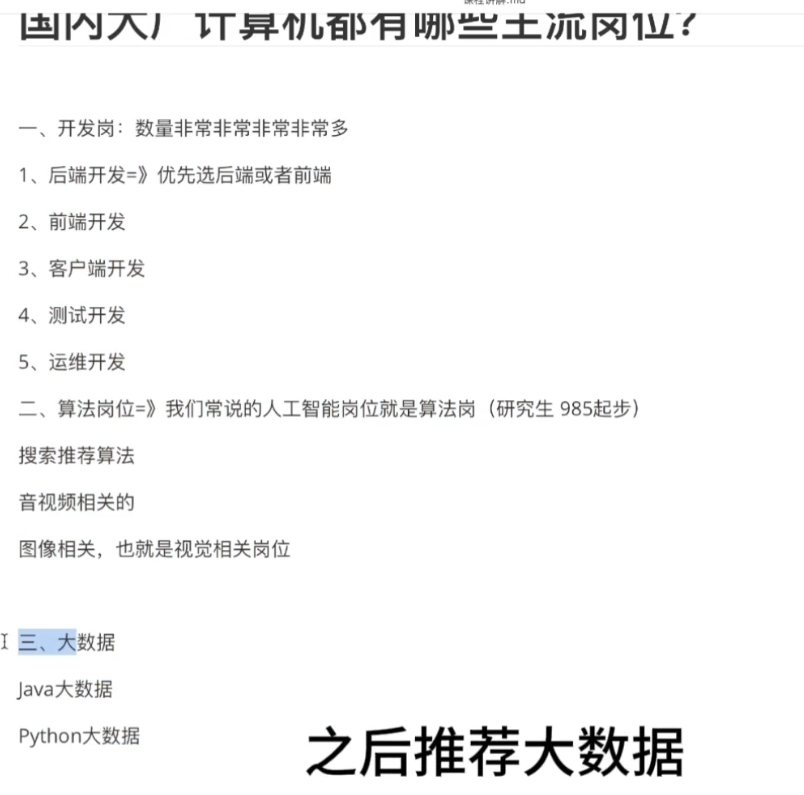 课程讲解.md
国内大厂计算机都有哪些主流岗位？
一、开发岗：数量非常非常非常非常多
1、后端开发=》优先选后端或者前端
2、前端开发
3、客户端开发
4、测试开发
5、运维开发
二、算法岗位=》我们常说的人工智能岗位就是算法岗（研究生 985起步）
搜索推荐算法
音视频相关的
图像相关，也就是视觉相关岗位
三、大数据
Java大数据
Python大数据
之后推荐大数据